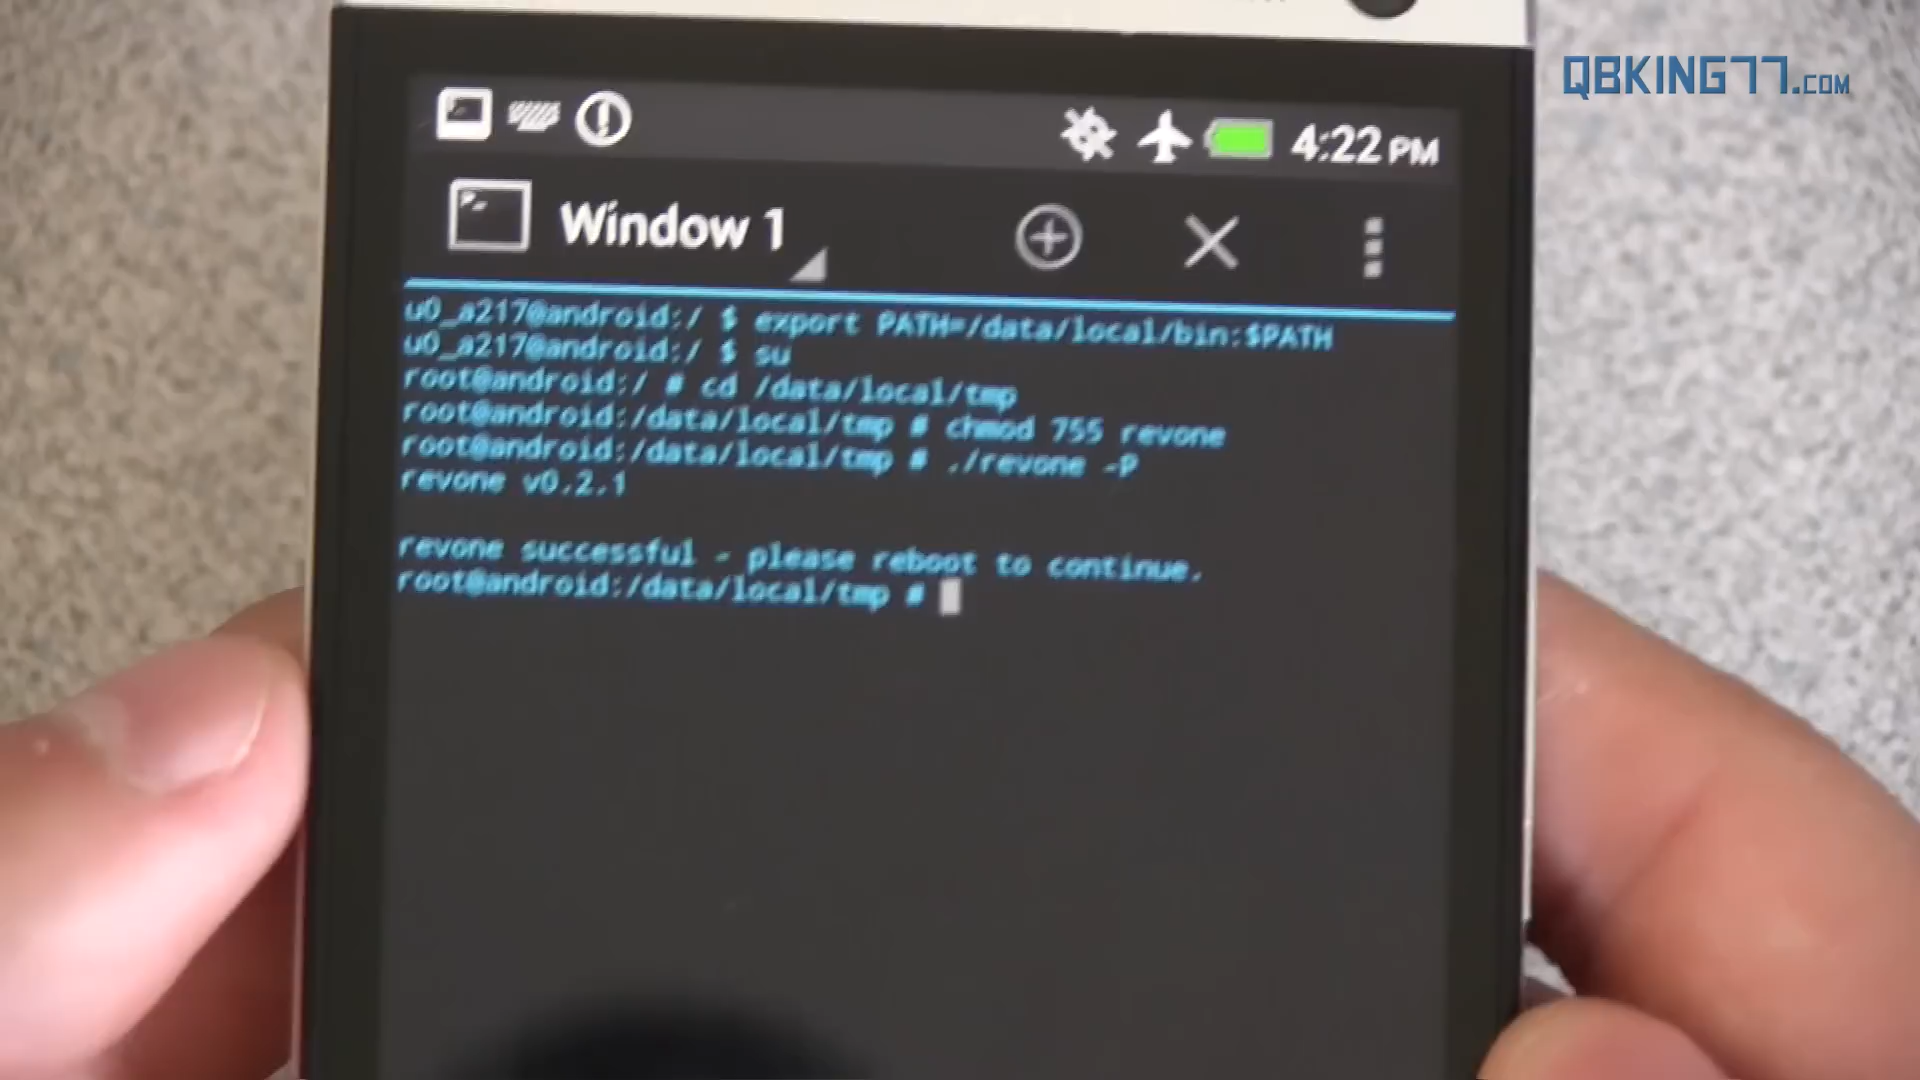 QBKING77.COM
4:22 PM
Window 1
u0_a217@android:/ $ export PATH=/data/local/bin:$PATH
u0_a217@android:/ $ su
root@android:/ # cd /data/local/tmp
root@android:/data/local/tmp # chmod 755 revone
root@android:/data/local/tmp # ./revone -P
revone v0.2.1
revone successful - please reboot to continue.
root@android:/data/local/tmp #